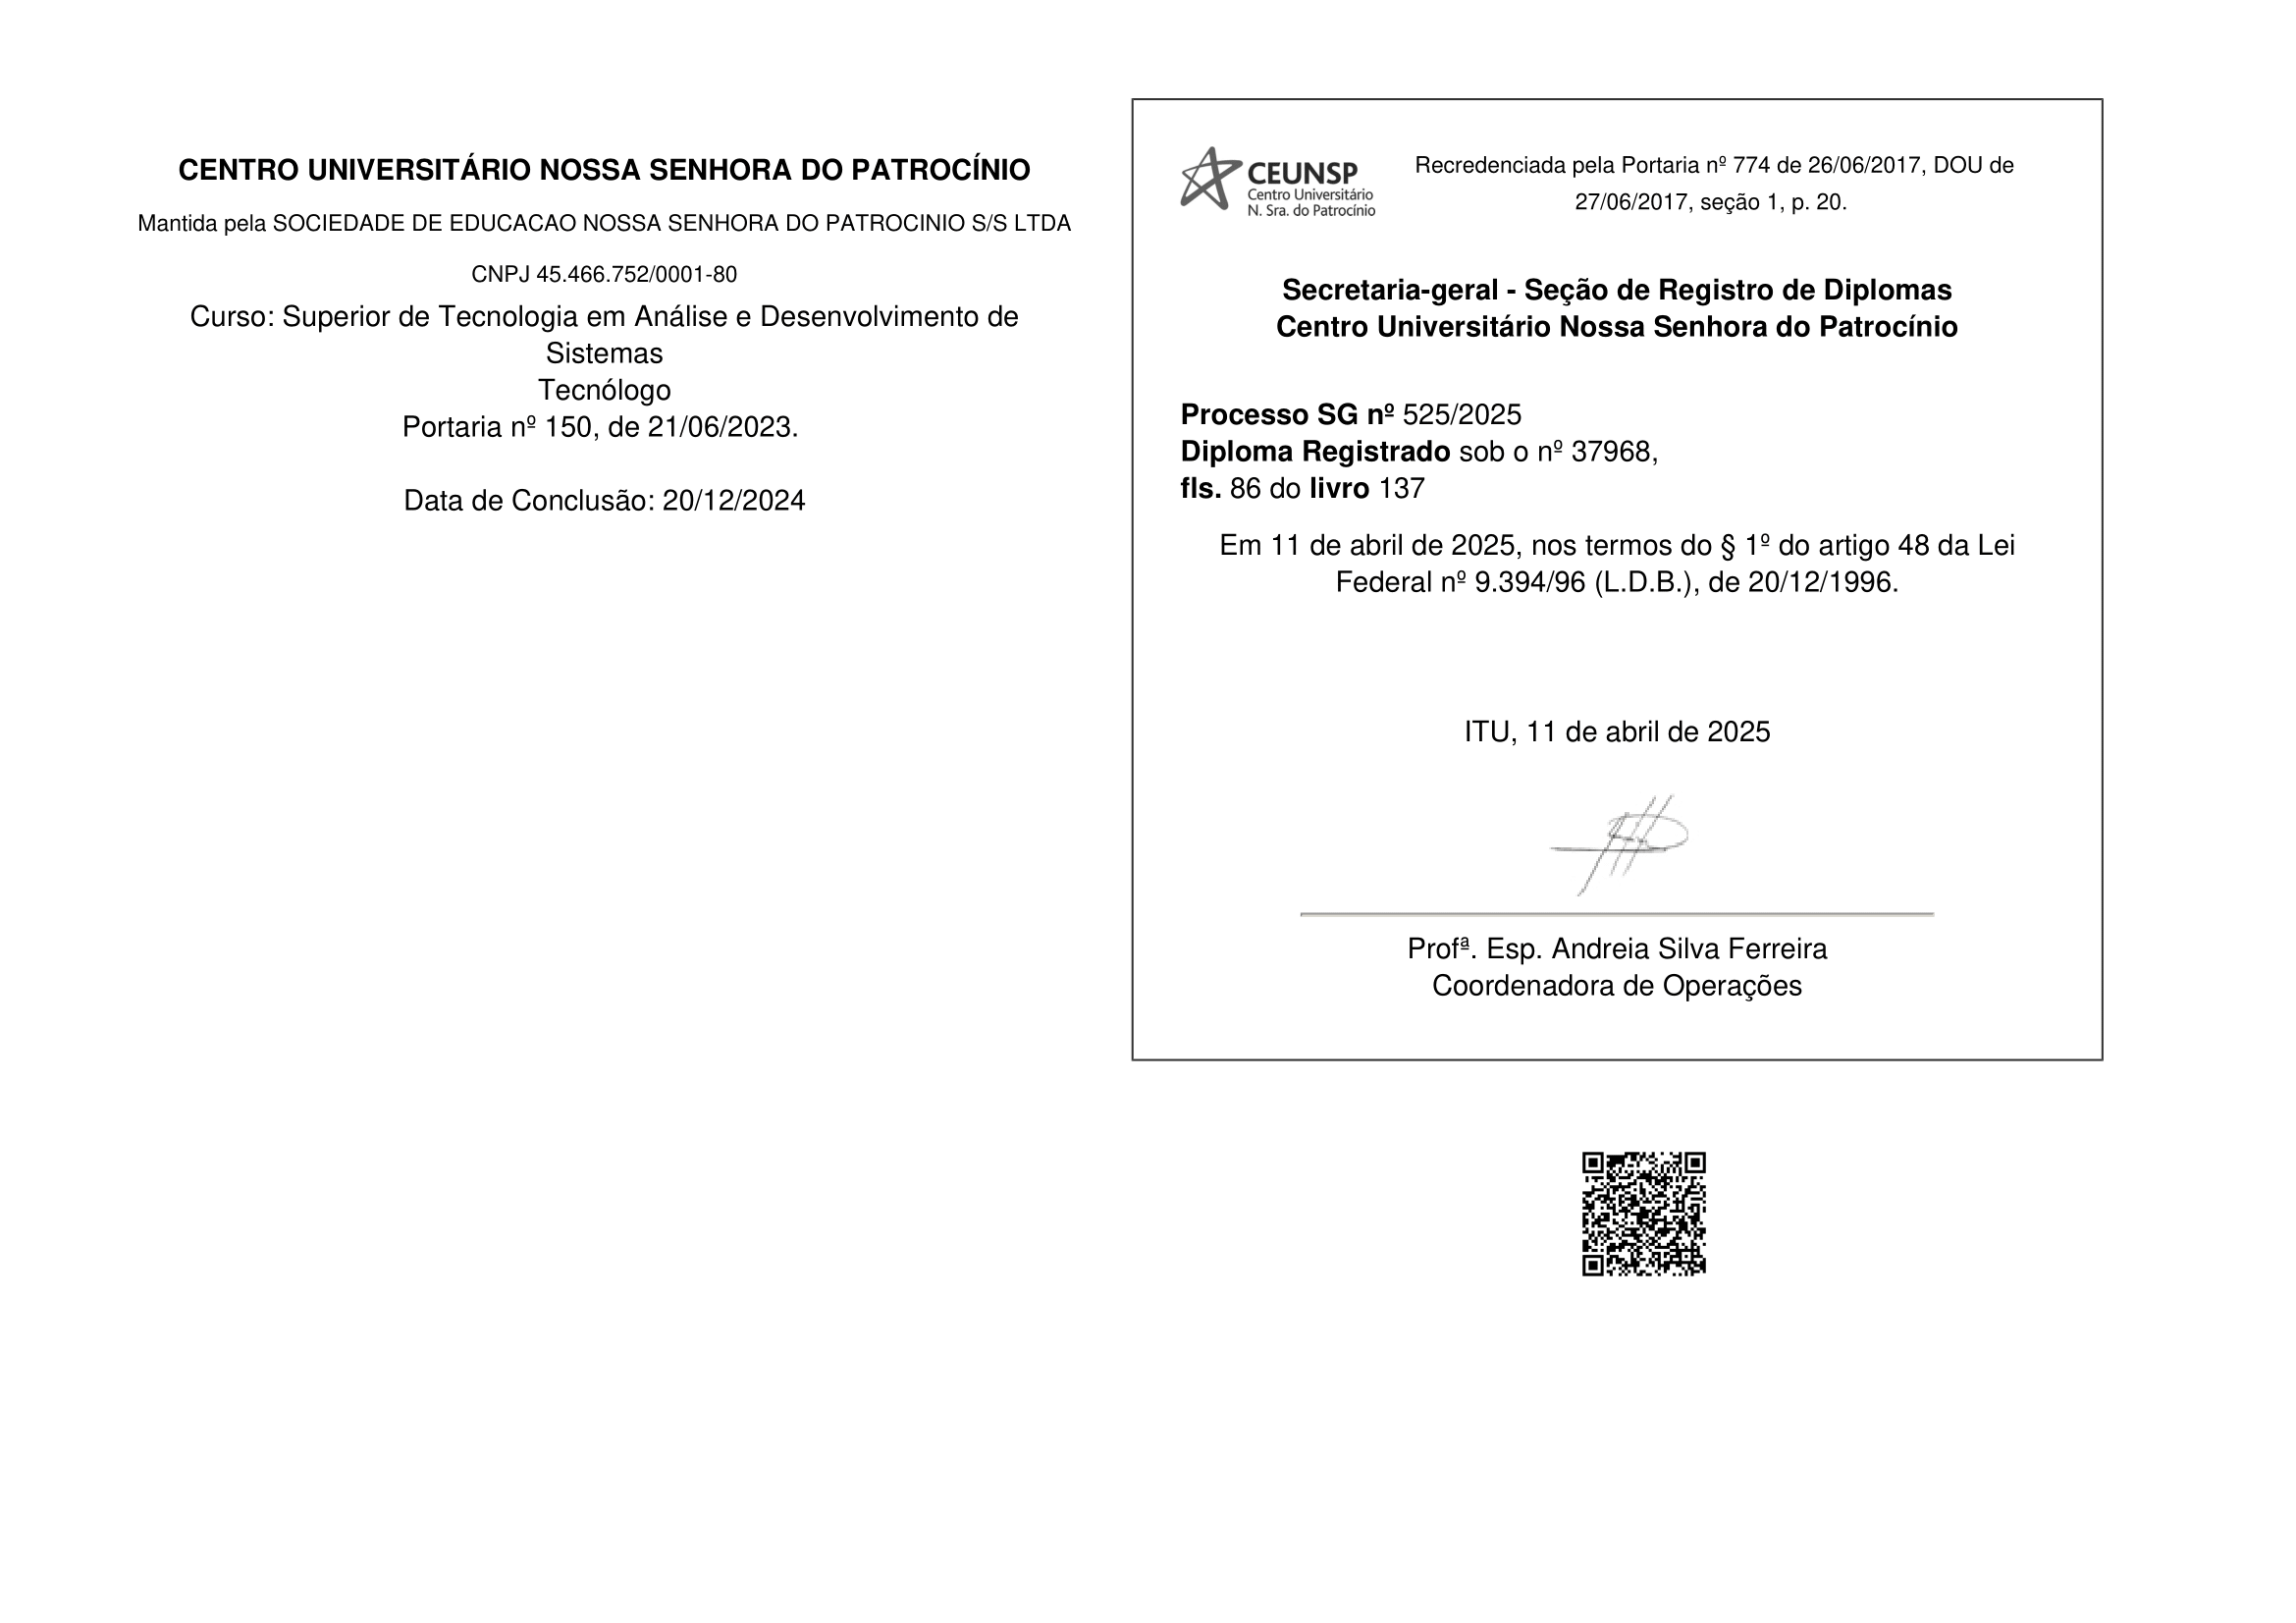 CENTRO UNIVERSITÁRIO NOSSA SENHORA DO PATROCÍNIO
Mantida pela SOCIEDADE DE EDUCACAO NOSSA SENHORA DO PATROCINIO S/S LTDA
CNPJ 45.466.752/0001-80
Curso: Superior de Tecnologia em Análise e Desenvolvimento de
Sistemas
Tecnólogo
Portaria nº 150, de 21/06/2023.
Data de Conclusão: 20/12/2024
CEUNSP
Centro Universitário
N. Sra. do Patrocínio
Recredenciada pela Portaria nº 774 de 26/06/2017, DOU de
27/06/2017, seção 1, p. 20.
Secretaria-geral - Seção de Registro de Diplomas
Centro Universitário Nossa Senhora do Patrocínio
Processo SG nº 525/2025
Diploma Registrado sob o nº 37968,
fls. 86 do livro 137
Em 11 de abril de 2025, nos termos do § 1º do artigo 48 da Lei
Federal nº 9.394/96 (L.D.B.), de 20/12/1996.
ITU, 11 de abril de 2025
Profª. Esp. Andreia Silva Ferreira
Coordenadora de Operações